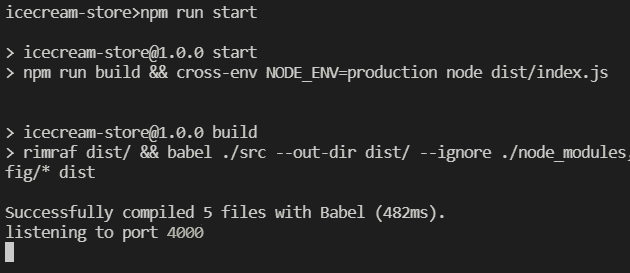 icecream-store>npm run start
> icecream-store@1.0.0 start
> npm run build && cross-env NODE_ENV=production node dist/index.js
> icecream-store@1.0.0 build
> rimraf dist/ && babel ./src --out-dir dist/ --ignore ./node_modules,
fig/* dist
Successfully compiled 5 files with Babel (482ms).
listening to port 4000